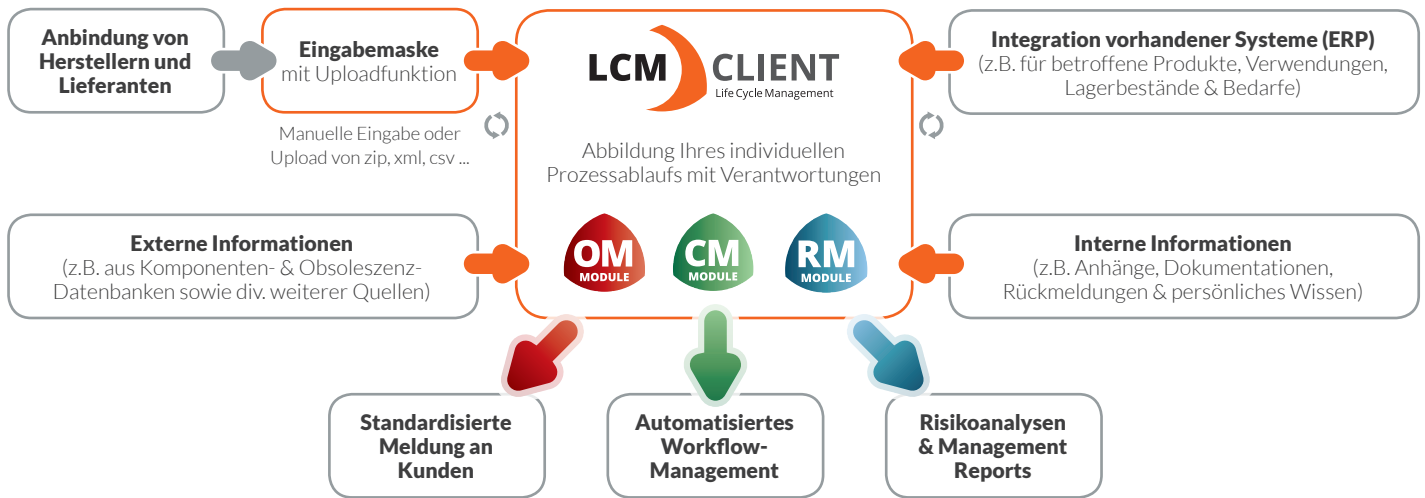 Anbindung von
Herstellern und
Lieferanten
Eingabemaske
mit Uploadfunktion
Manuelle Eingabe oder
Upload von zip, xml, csv ...
LCM CLIENT
Life Cycle Management
Abbildung Ihres individuellen
Prozessablaufs mit Verantwortungen
Integration vorhandener Systeme (ERP)
(z.B. für betroffene Produkte, Verwendungen,
Lagerbestände & Bedarfe)
Externe Informationen
(z.B. aus Komponenten- & Obsoleszenz-
Datenbanken sowie div. weiterer Quellen)
OM
MODULE
CM
MODULE
RM
MODULE
Interne Informationen
(z.B. Anhänge, Dokumentationen,
Rückmeldungen & persönliches Wissen)
Standardisierte
Meldung an
Kunden
Automatisiertes
Workflow-
Management
Risikoanalysen
& Management
Reports